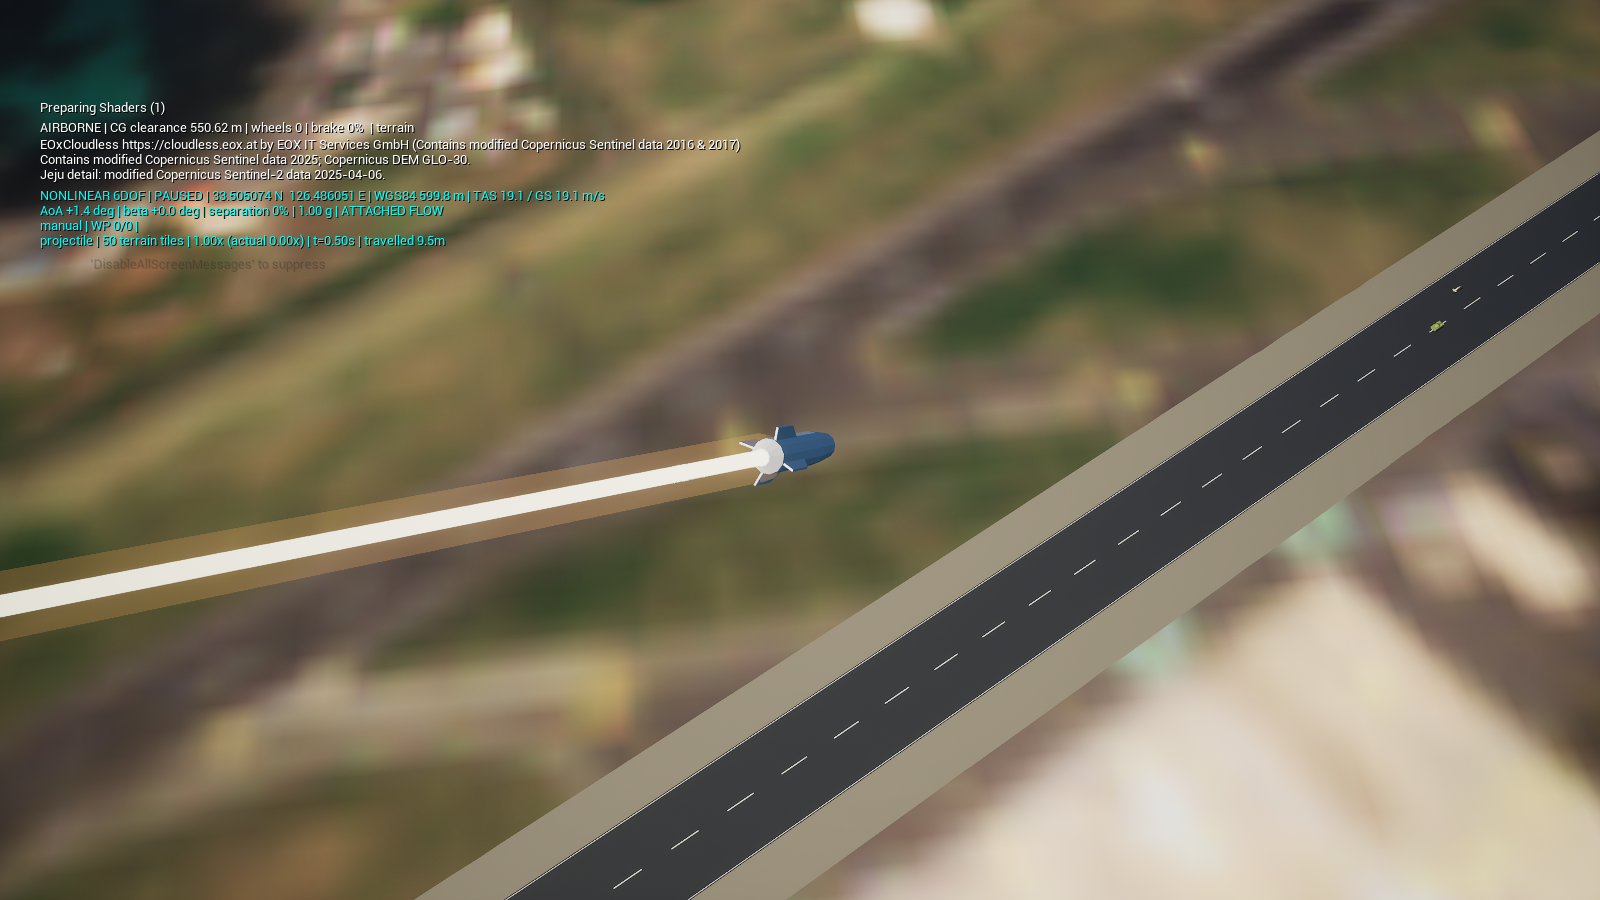 Preparing Shaders (1)
AIRBORNE | CG clearance 550.62 m | wheels 0 | brake 0% | terrain
EOxCloudless https://cloudless.eox.at by EOX IT Services GmbH (Contains modified Copernicus Sentinel data 2016 & 2017)
Contains modified Copernicus Sentinel data 2025; Copernicus DEM GLO-30.
Jeju detail: modified Copernicus Sentinel-2 data 2025-04-06.
NONLINEAR 6DOF | PAUSED | 33.505074 N 126.486051 E | WGS84 599.8 m | TAS 19.1 / GS 19.1 m/s
AoA +1.4 deg | beta +0.0 deg | separation 0% | 1.00 g | ATTACHED FLOW
manual | WP 0/0 |
projectile | 50 terrain tiles | 1.00x (actual 0.00x) | t=0.50s | travelled 9.5m
'DisableAllScreenMessages' to suppress